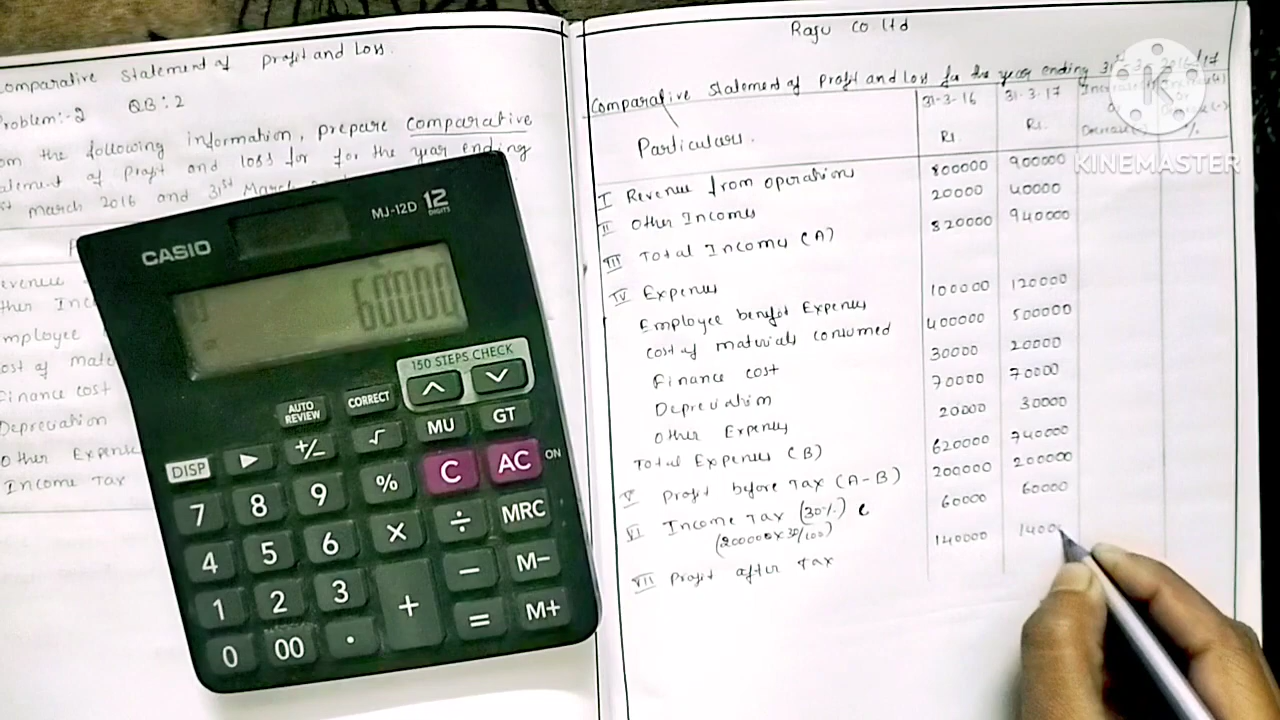 Comparative Statement of Profit and Loss.
Problem:-2 QB:2
From the following information, prepare Comparative
Statement of Profit and loss for for the year ending
31st March 2016 and 31st March
Revenue
Other Inc
Employee
Cost of mate
Finance cost
Depreciation
Other Expense
Income Tax
CASIO
MJ-12D 12 DIGITS
60000
150 STEPS CHECK
AUTO REVIEW CORRECT
DISP ▶ +/- √ MU GT
7 8 9 % C AC ON
4 5 6 × ÷ MRC
1 2 3 + − M−
0 00 · = M+
Raju Co Ltd
Comparative Statement of Profit and Loss for the year ending 31st 3. 2016/17
Particulars. 31-3-16 Rs. 31-3-17 Rs. Increase or Decrease(-) or %
I Revenue from operation 800000 900000
II Other Incomes 20000 40000
III Total Income (A) 820000 940000
IV Expenses
Employee benefit Expenses 100000 120000
Cost of materials consumed 400000 500000
Finance cost 30000 20000
Depreciation 70000 70000
Other Expenses 20000 30000
Total Expenses (B) 620000 740000
V Profit before Tax (A-B) 200000 200000
VI Income Tax (30%) 60000 60000
(200000x30/100)
VII Profit after Tax 140000 1400
K
KINEMASTER